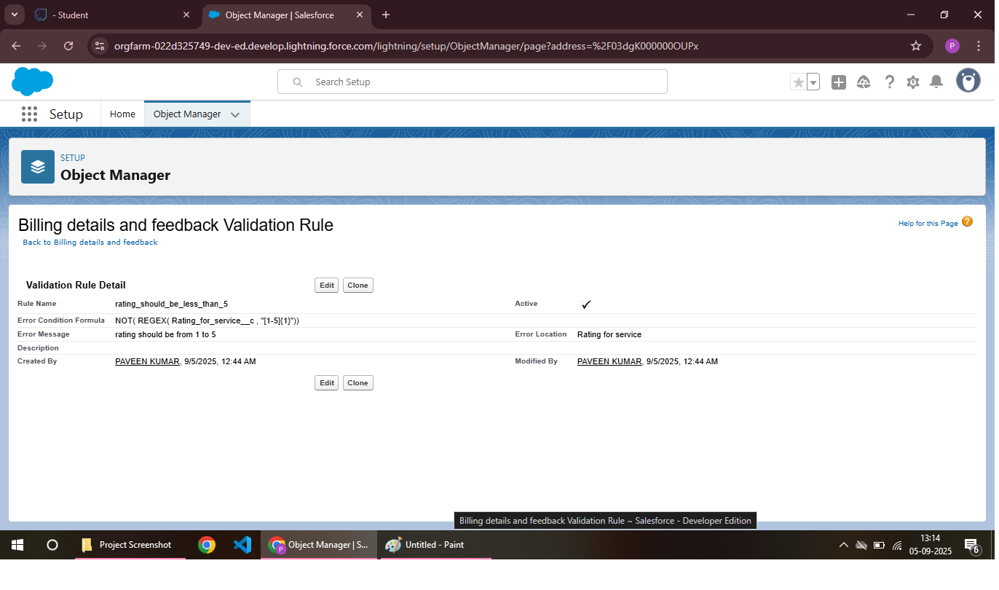 - Student
Object Manager | Salesforce
orgfarm-022d325749-dev-ed.develop.lightning.force.com/lightning/setup/ObjectManager/page?address=%2F03dgK000000OUPx
P
Search Setup
Setup
Home
Object Manager
SETUP
Object Manager
Billing details and feedback Validation Rule
Help for this Page
Back to Billing details and feedback
Validation Rule Detail
Edit
Clone
Rule Name rating_should_be_less_than_5
Active
Error Condition Formula NOT( REGEX( Rating_for_service__c , "[1-5]{1}"))
Error Message rating should be from 1 to 5
Error Location Rating for service
Description
Created By PAVEEN KUMAR, 9/5/2025, 12:44 AM
Modified By PAVEEN KUMAR, 9/5/2025, 12:44 AM
Edit
Clone
Billing details and feedback Validation Rule ~ Salesforce - Developer Edition
Project Screenshot
P
Object Manager | S...
Untitled - Paint
13:14
05-09-2025
6